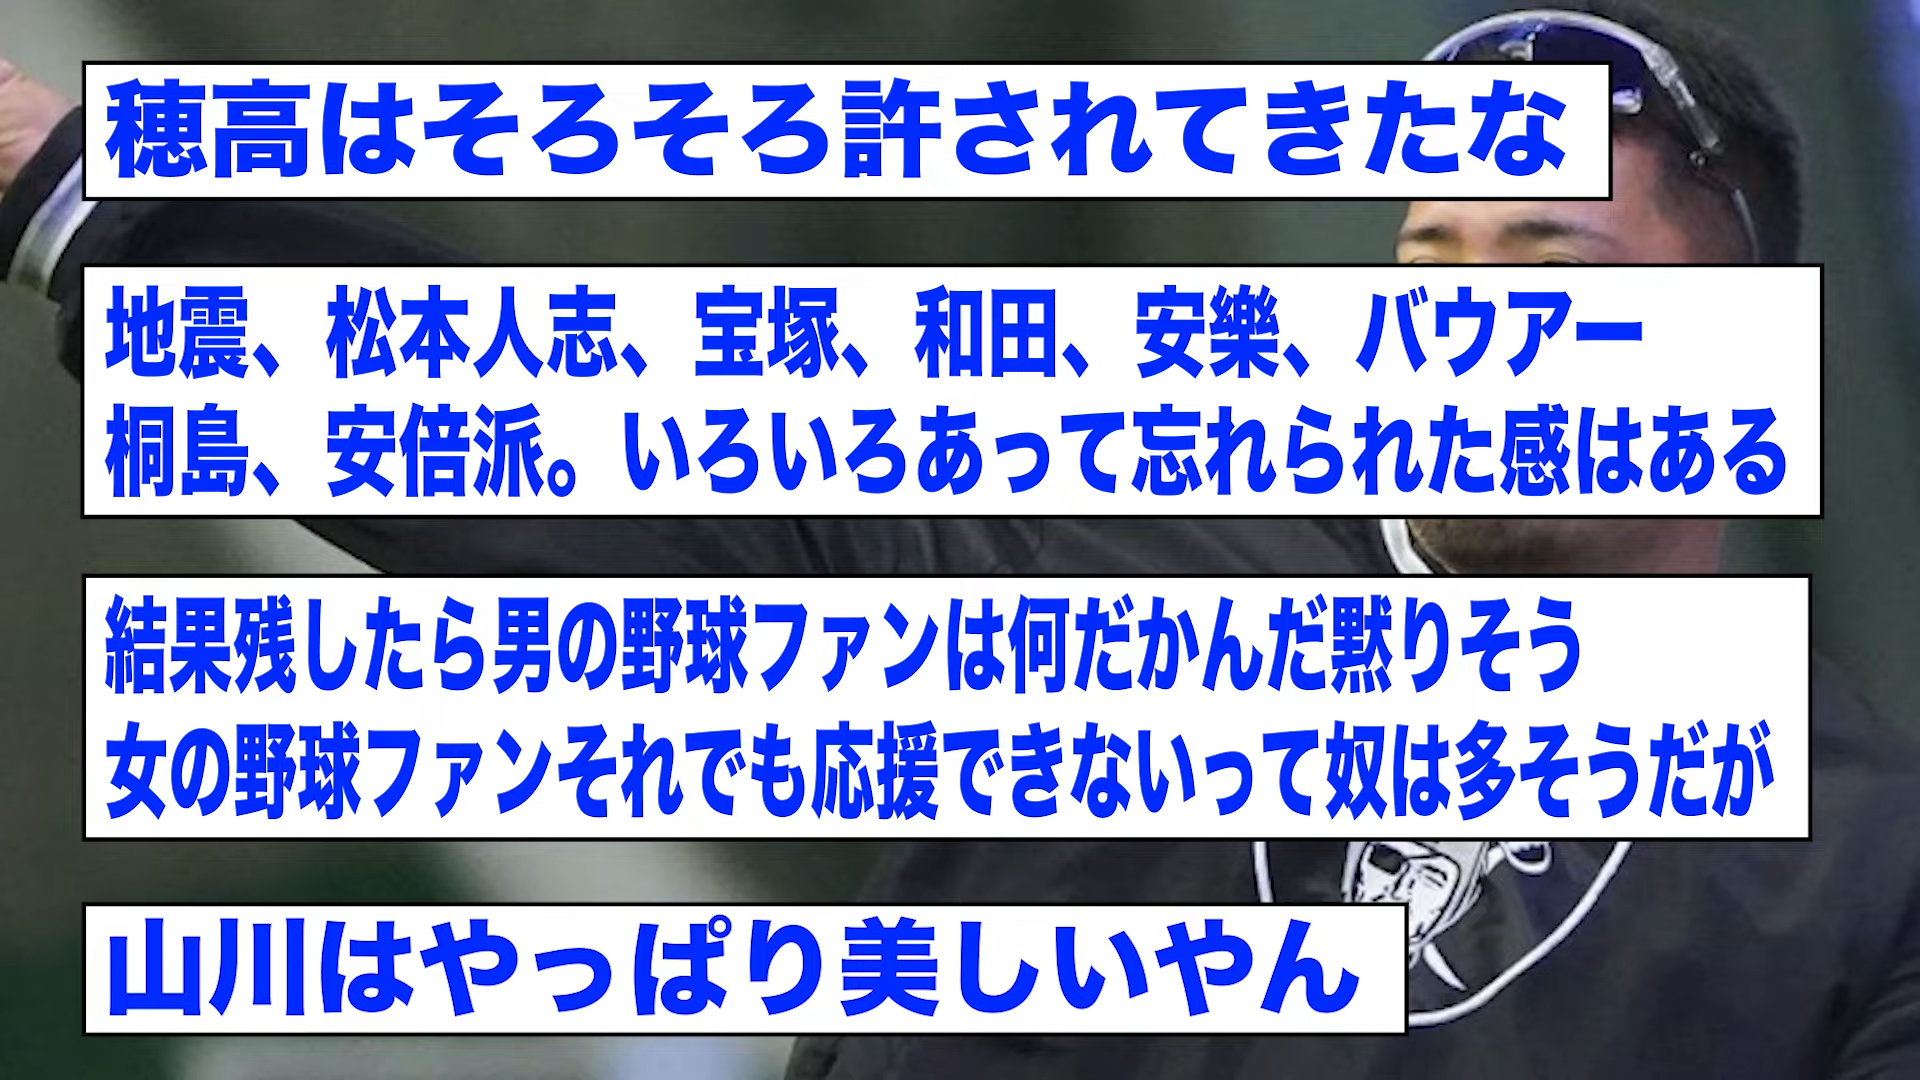 穂高はそろそろ許されてきたな
地震、松本人志、宝塚、和田、安樂、バウアー
桐島、安倍派。いろいろあって忘れられた感はある
結果残したら男の野球ファンは何だかんだ黙りそう
女の野球ファンそれでも応援できないって奴は多そうだが
山川はやっぱり美しいやん